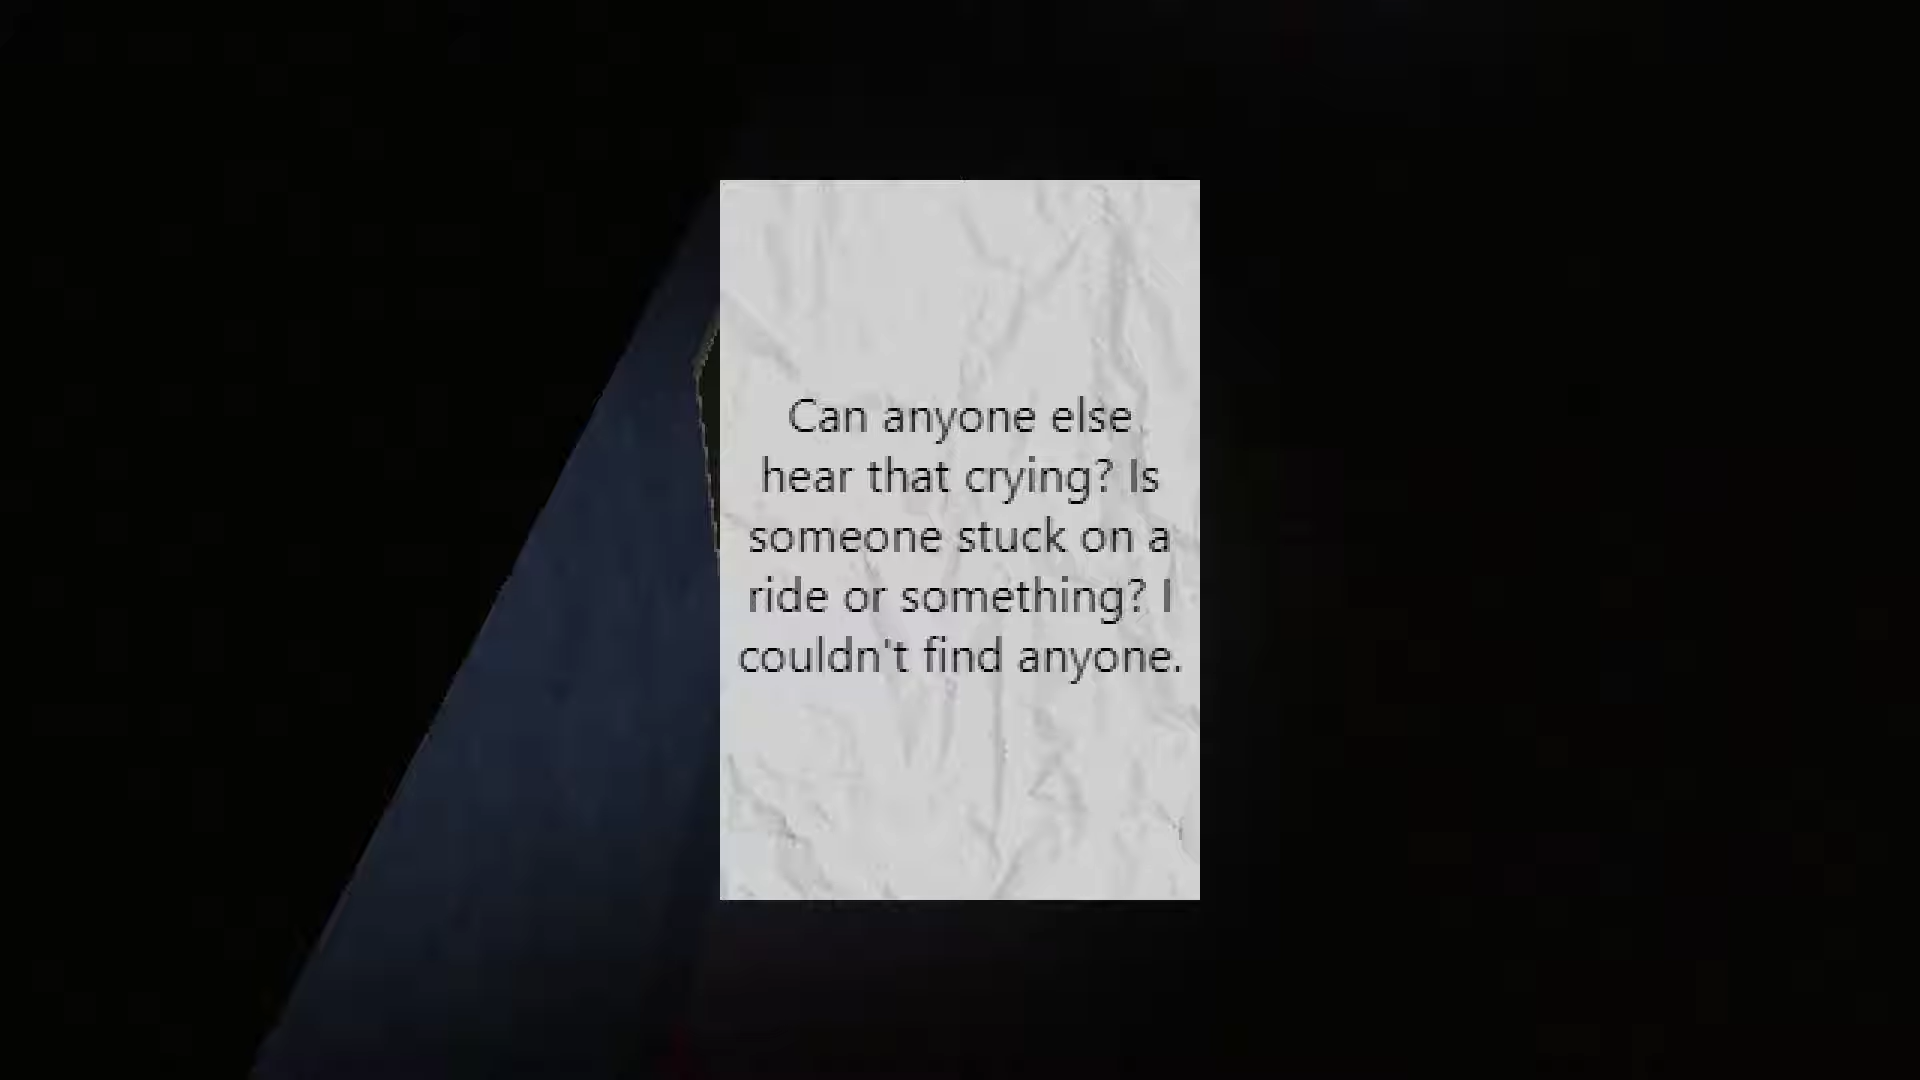 Can anyone else
hear that crying? Is
someone stuck on a
ride or something? I
couldn't find anyone.